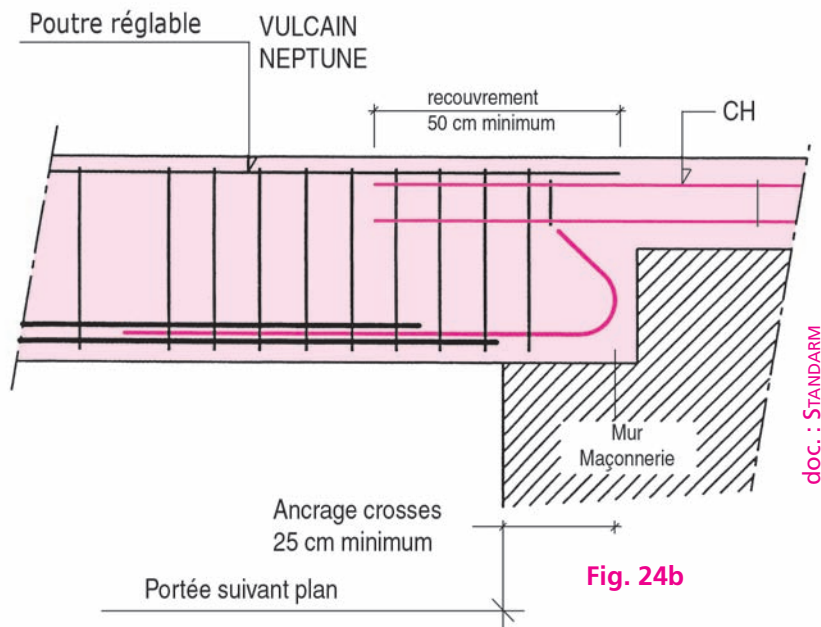 Poutre réglable
VULCAIN
NEPTUNE
recouvrement
50 cm minimum
CH
Mur
Maçonnerie
doc. : STANDARM
Ancrage crosses
25 cm minimum
Fig. 24b
Portée suivant plan